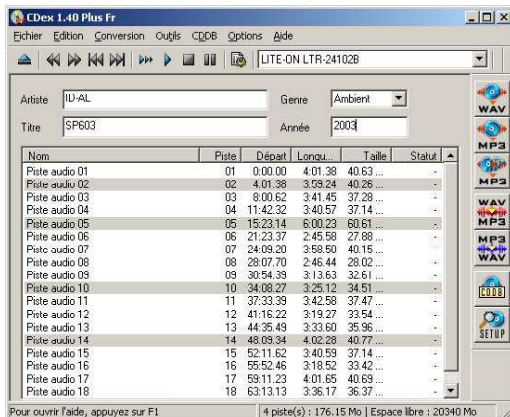 CDex 1.40 Plus Fr
Fichier Edition Conversion Outils CDDB Options Aide
LITE-ON LTR-24102B
Artiste ID-AL Genre Ambient
Titre SP603 Année 2003
Nom Piste Départ Longu... Taille Statut
Piste audio 01 01 0:00.00 4:01.38 40.63 ... -
Piste audio 02 02 4:01.38 3:59.24 40.26 ... -
Piste audio 03 03 8:00.62 3:41.45 37.28 ... -
Piste audio 04 04 11:42.32 3:40.57 37.14 ... -
Piste audio 05 05 15:23.14 6:00.23 60.61 ... -
Piste audio 06 06 21:23.37 2:45.58 27.88 ... -
Piste audio 07 07 24:09.20 3:58.50 40.15 ... -
Piste audio 08 08 28:07.70 2:46.44 28.02 ... -
Piste audio 09 09 30:54.39 3:13.63 32.61 ... -
Piste audio 10 10 34:08.27 3:25.12 34.51 ... -
Piste audio 11 11 37:33.39 3:42.58 37.47 ... -
Piste audio 12 12 41:16.22 3:19.27 33.54 ... -
Piste audio 13 13 44:35.49 3:33.60 35.96 ... -
Piste audio 14 14 48:09.34 4:02.28 40.77 ... -
Piste audio 15 15 52:11.62 3:40.59 37.14 ... -
Piste audio 16 16 55:52.46 3:18.52 33.42 ... -
Piste audio 17 17 59:11.23 4:01.65 40.69 ... -
Piste audio 18 18 63:13.13 3:36.17 36.37 ... -
WAV
MP3
MP3
WAV
MP3
MP3
WAV
CDDB
SETUP
Pour ouvrir l'aide, appuyez sur F1 4 piste(s) : 176.15 Mo Espace libre : 20340 Mo